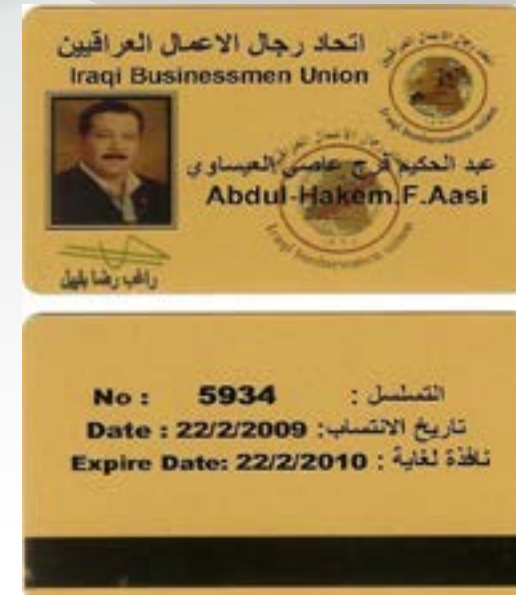 اتحاد رجال الاعمال العراقيين
Iraqi Businessmen Union
عبد الحكيم فرج عاصي العيساوي
Abdul-Hakem.F.Aasi
راغب رضا بليبل
No : 5934 التسلسل :
Date : 22/2/2009 تاريخ الانتساب:
Expire Date: 22/2/2010 نافذة لغاية :